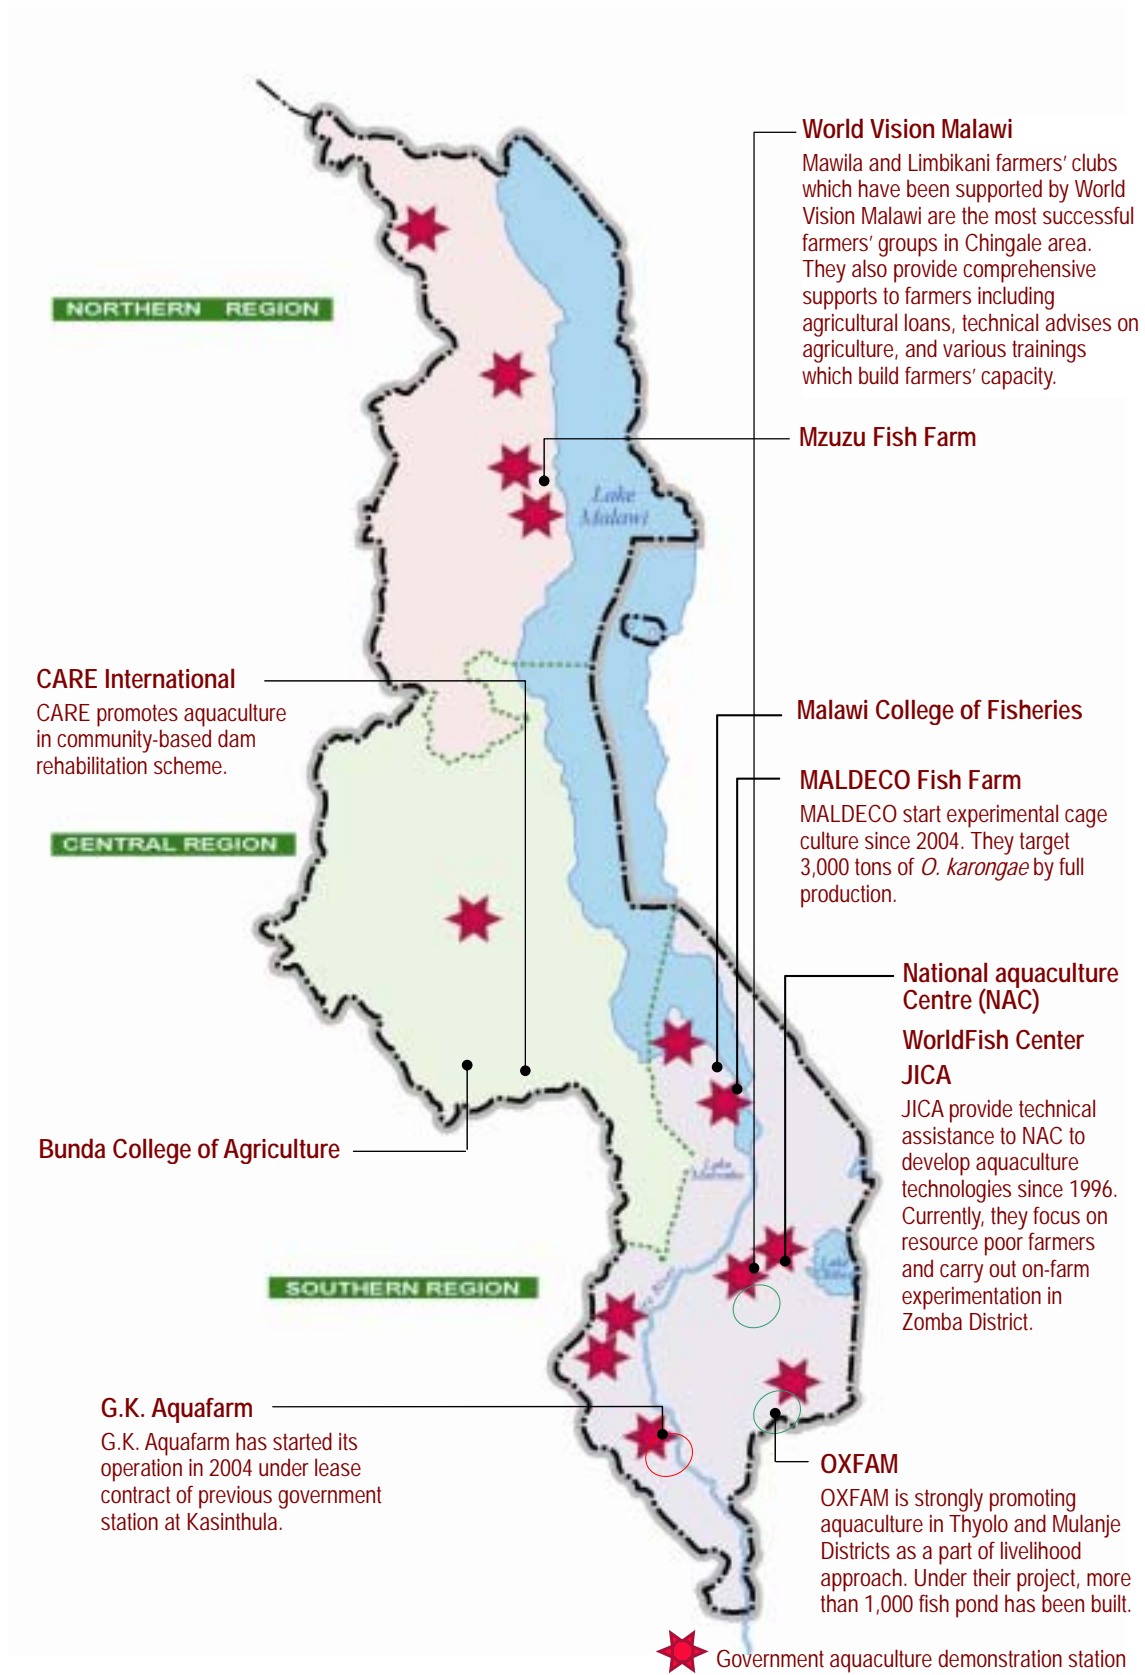 World Vision Malawi
Mawila and Limbikani farmers' clubs
which have been supported by World
Vision Malawi are the most successful
farmers' groups in Chingale area.
They also provide comprehensive
supports to farmers including
agricultural loans, technical advises on
agriculture, and various trainings
which build farmers' capacity.
NORTHERN REGION
Mzuzu Fish Farm
Lake
Malawi
CARE International
CARE promotes aquaculture
in community-based dam
rehabilitation scheme.
Malawi College of Fisheries
MALDECO Fish Farm
MALDECO start experimental cage
culture since 2004. They target
3,000 tons of O. karongae by full
production.
CENTRAL REGION
National aquaculture
Centre (NAC)
WorldFish Center
JICA
JICA provide technical
assistance to NAC to
develop aquaculture
technologies since 1996.
Currently, they focus on
resource poor farmers
and carry out on-farm
experimentation in
Zomba District.
Bunda College of Agriculture
Lake
Lake
SOUTHERN REGION
G.K. Aquafarm
G.K. Aquafarm has started its
operation in 2004 under lease
contract of previous government
station at Kasinthula.
OXFAM
OXFAM is strongly promoting
aquaculture in Thyolo and Mulanje
Districts as a part of livelihood
approach. Under their project, more
than 1,000 fish pond has been built.
Government aquaculture demonstration station